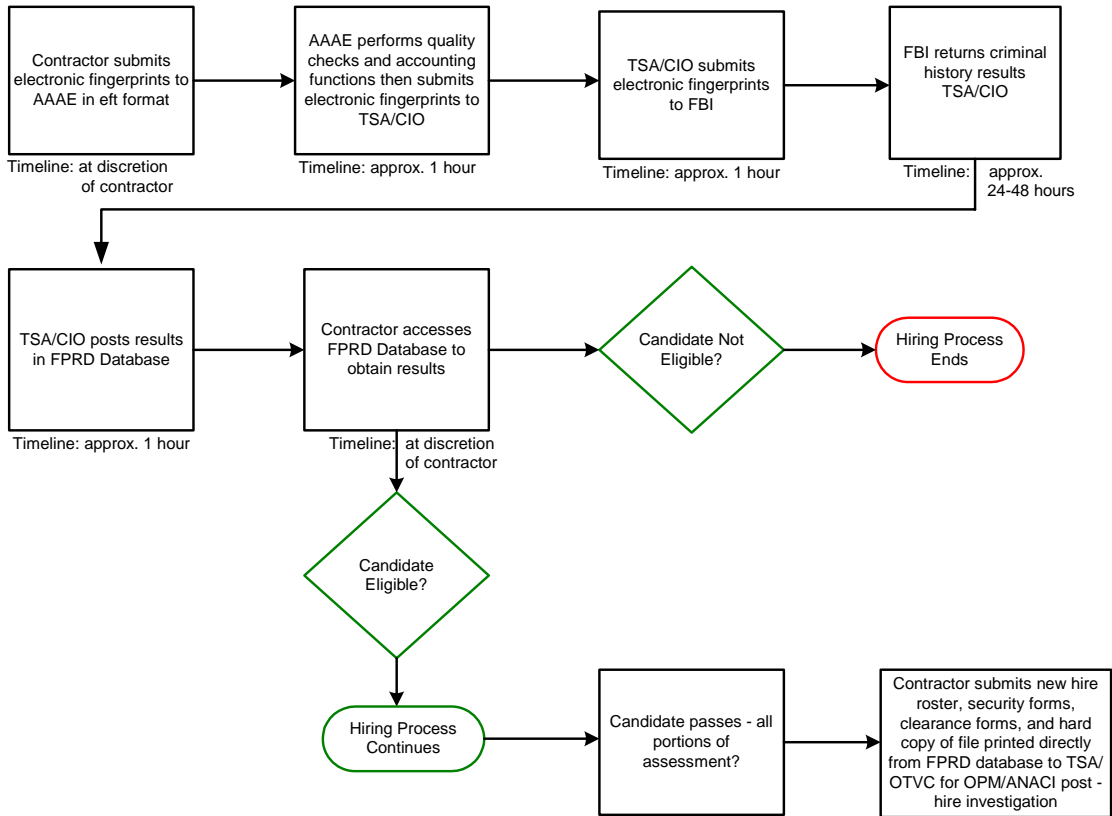 Contractor submits
electronic fingerprints to
AAAE in eft format
Timeline: at discretion
of contractor
AAAE performs quality
checks and accounting
functions then submits
electronic fingerprints to
TSA/CIO
Timeline: approx. 1 hour
TSA/CIO submits
electronic fingerprints
to FBI
Timeline: approx. 1 hour
FBI returns criminal
history results
TSA/CIO
Timeline: approx.
24-48 hours
TSA/CIO posts results
in FPRD Database
Timeline: approx. 1 hour
Contractor accesses
FPRD Database to
obtain results
Timeline: at discretion
of contractor
Candidate Not
Eligible?
Hiring Process
Ends
Candidate
Eligible?
Hiring Process
Continues
Candidate passes - all
portions of
assessment?
Contractor submits new hire
roster, security forms,
clearance forms, and hard
copy of file printed directly
from FPRD database to TSA/
OTVC for OPM/ANACI post -
hire investigation